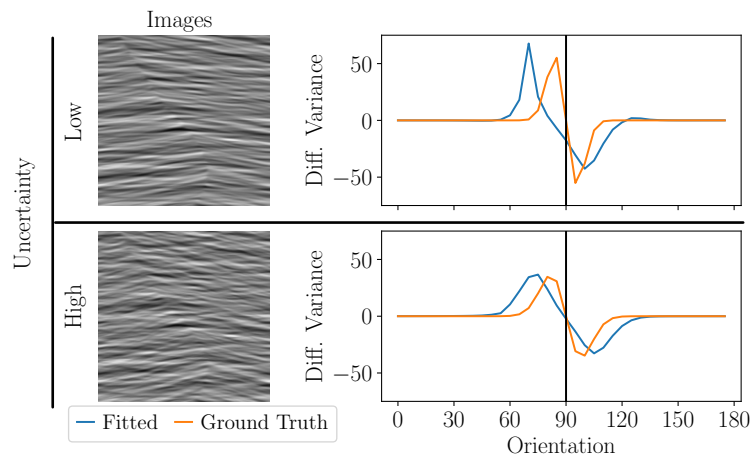 Images
Uncertainty
Low
Diff. Variance
50
0
−50
High
Diff. Variance
50
0
−50
0 30 60 90 120 150 180
Orientation
Fitted Ground Truth